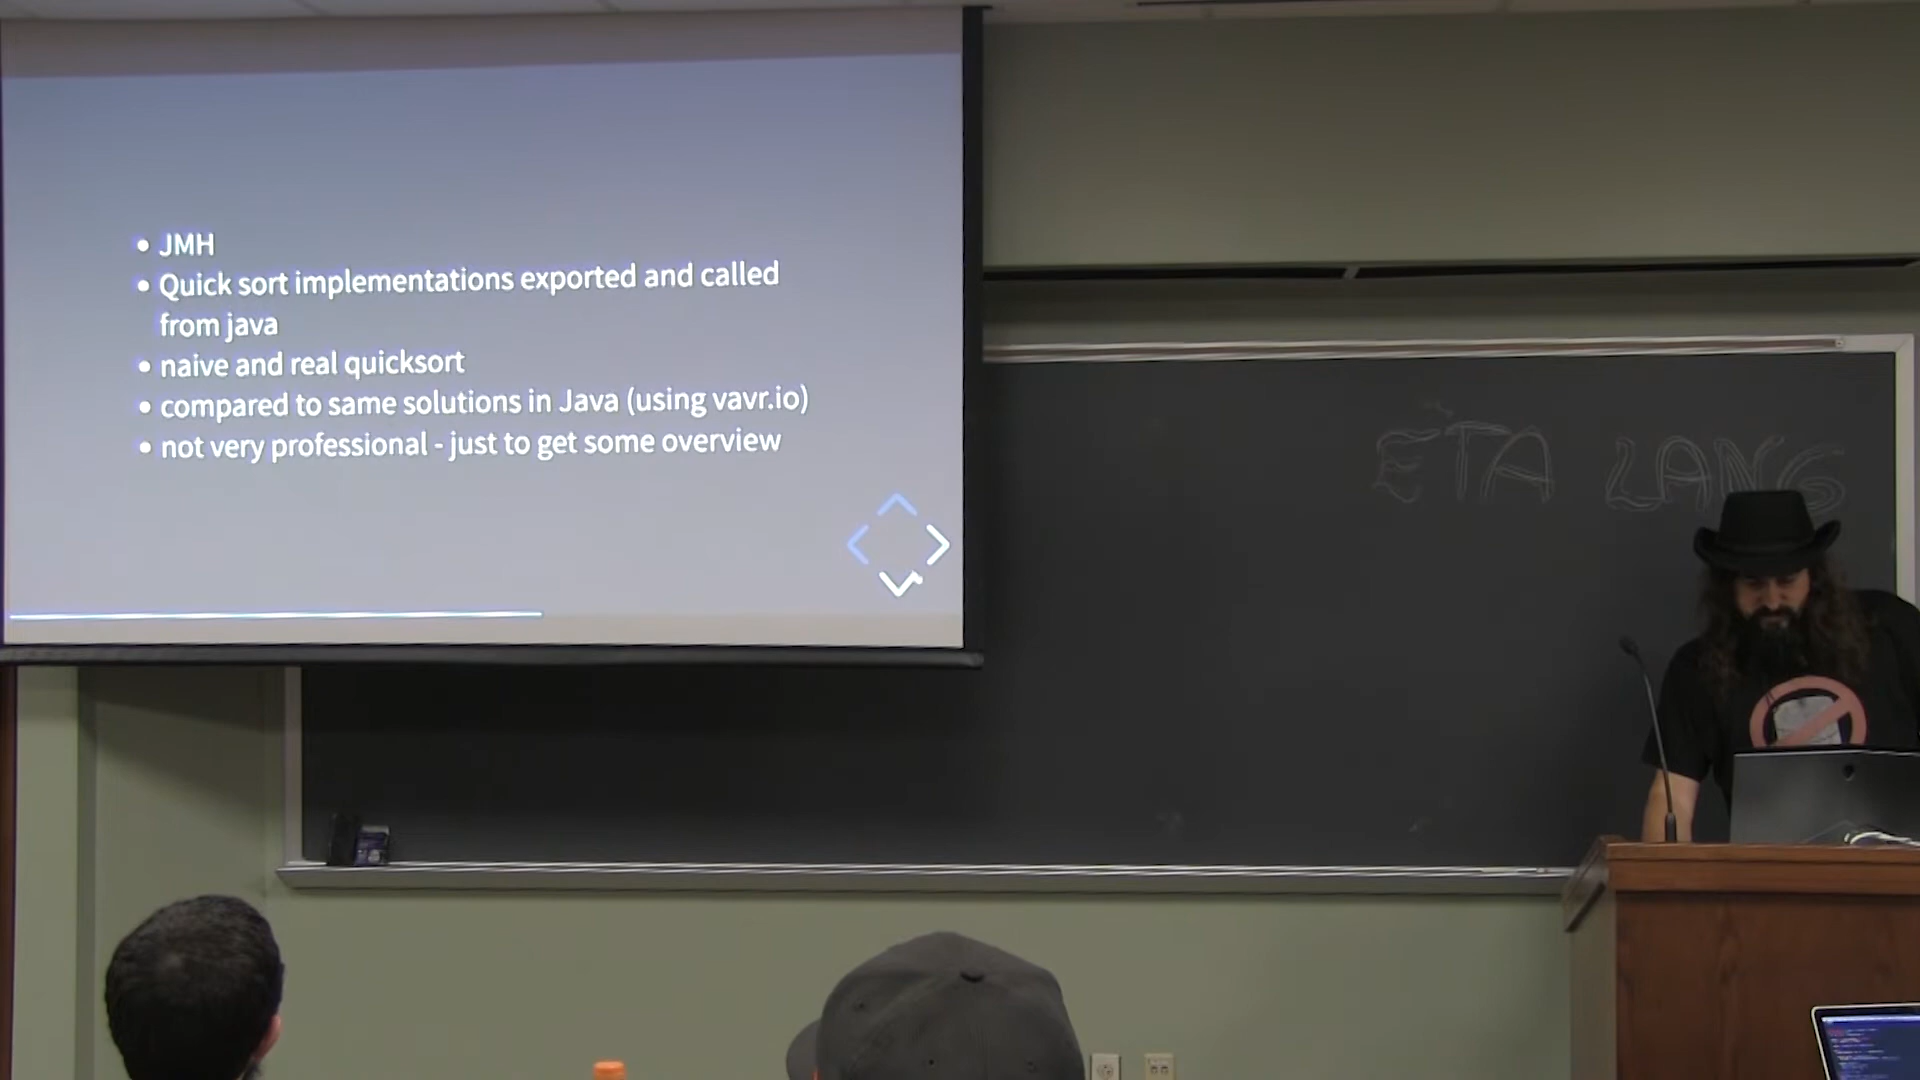 • JMH
• Quick sort implementations exported and called
from java
• naive and real quicksort
• compared to same solutions in Java (using vavr.io)
• not very professional - just to get some overview
ETA LANG